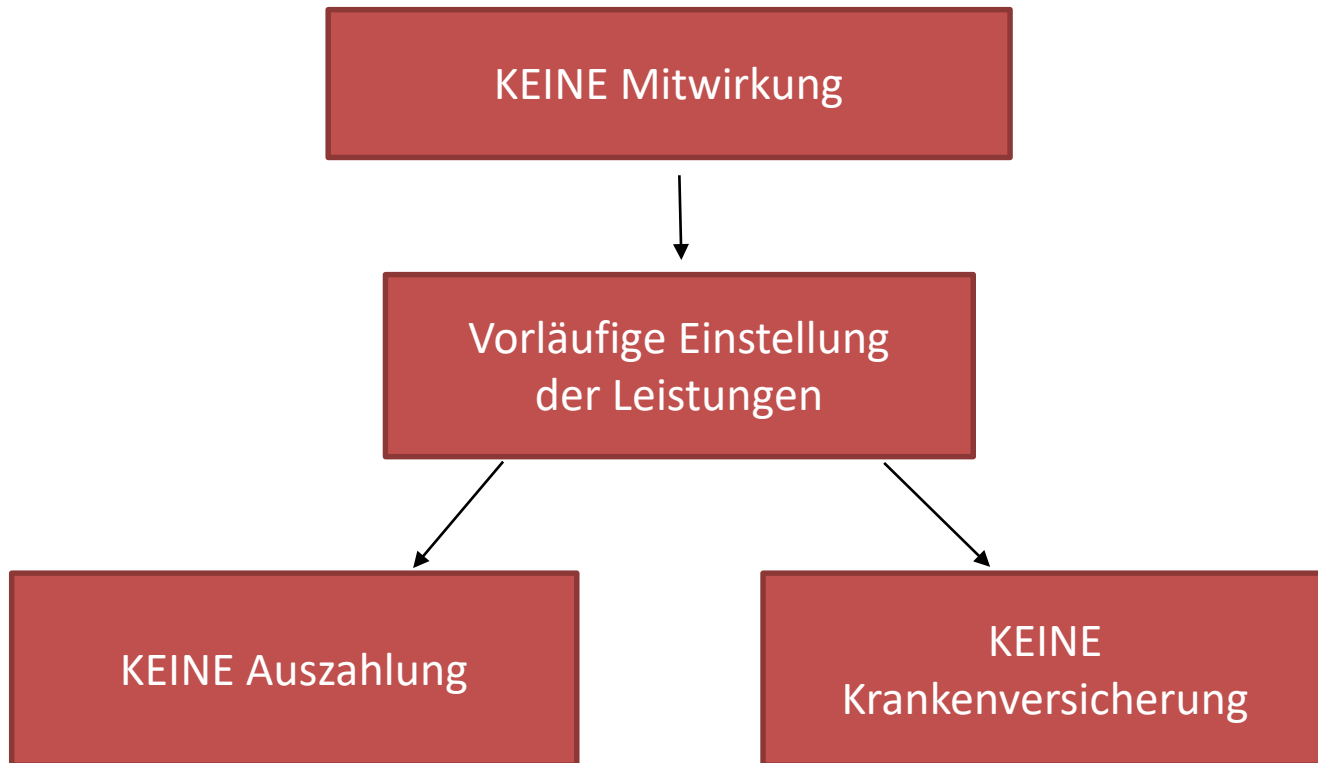 KEINE Mitwirkung
Vorläufige Einstellung
der Leistungen
KEINE Auszahlung
KEINE
Krankenversicherung